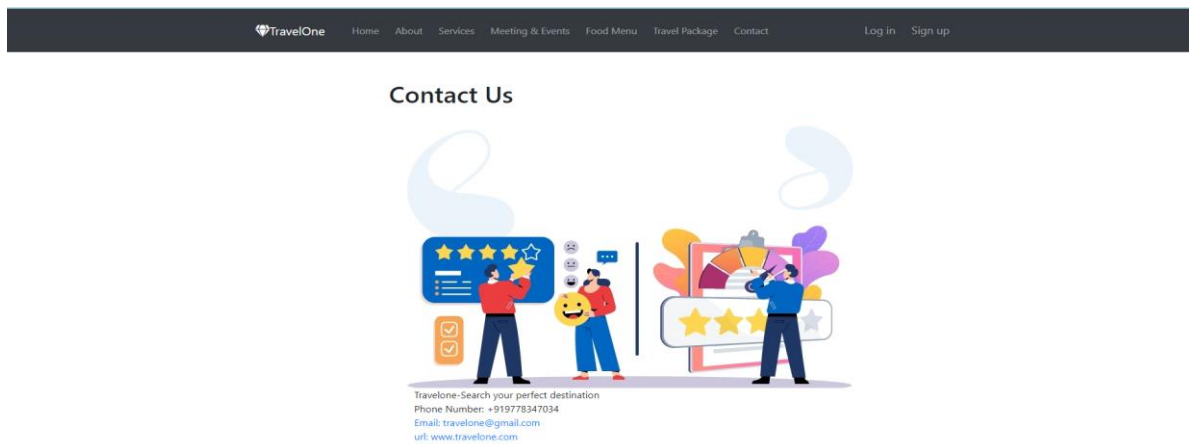 TravelOne Home About Services Meeting & Events Food Menu Travel Package Contact Log in Sign up
Contact Us
Travelone-Search your perfect destination
Phone Number: +919778347034
Email: travelone@gmail.com
url: www.travelone.com